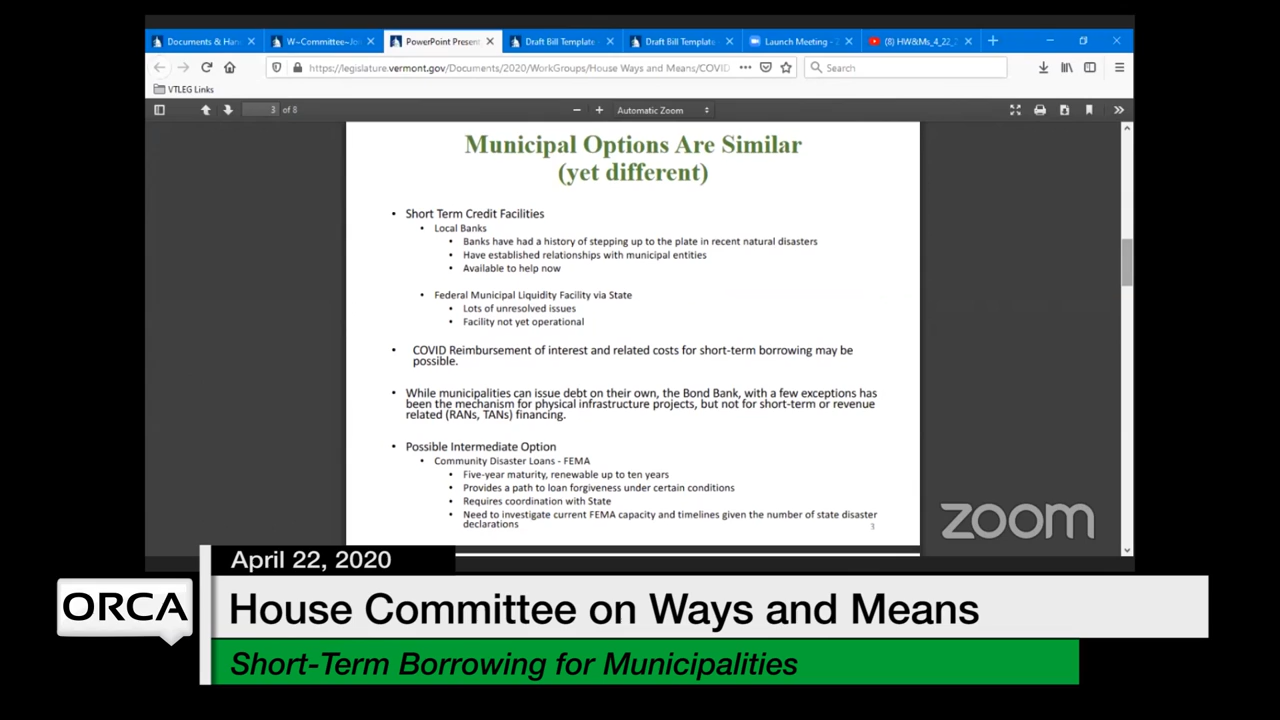 Documents & Han
W~Committee~Jo
PowerPoint Present
Draft Bill Template
Draft Bill Template
Launch Meeting - Z
(8) HW&Ms_4_22_
https://legislature.vermont.gov/Documents/2020/WorkGroups/House Ways and Means/COVID
Search
VTLEG Links
3 of 8
Automatic Zoom
Municipal Options Are Similar
(yet different)
• Short Term Credit Facilities
• Local Banks
• Banks have had a history of stepping up to the plate in recent natural disasters
• Have established relationships with municipal entities
• Available to help now
• Federal Municipal Liquidity Facility via State
• Lots of unresolved issues
• Facility not yet operational
• COVID Reimbursement of interest and related costs for short-term borrowing may be
possible.
• While municipalities can issue debt on their own, the Bond Bank, with a few exceptions has
been the mechanism for physical infrastructure projects, but not for short-term or revenue
related (RANs, TANs) financing.
• Possible Intermediate Option
• Community Disaster Loans - FEMA
• Five-year maturity, renewable up to ten years
• Provides a path to loan forgiveness under certain conditions
• Requires coordination with State
• Need to investigate current FEMA capacity and timelines given the number of state disaster
declarations
3
zoom
April 22, 2020
ORCA
House Committee on Ways and Means
Short-Term Borrowing for Municipalities